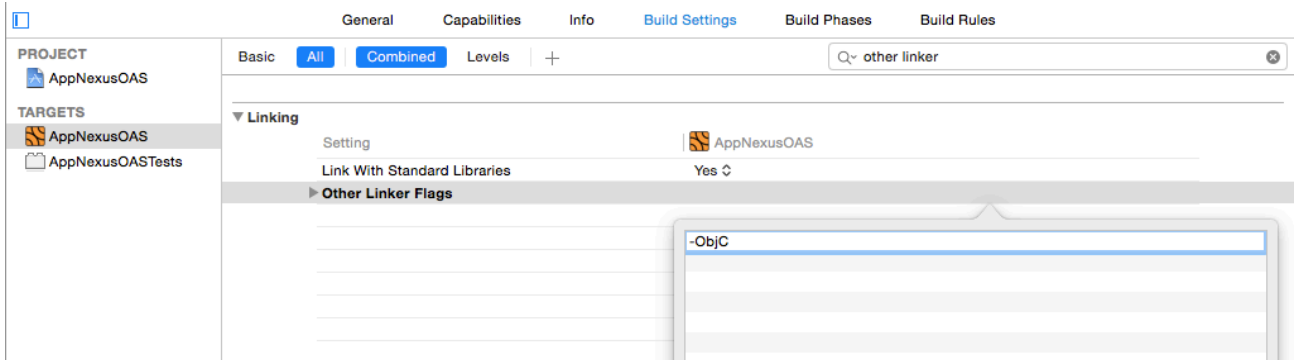 General Capabilities Info Build Settings Build Phases Build Rules
PROJECT
AppNexusOAS
TARGETS
AppNexusOAS
AppNexusOASTests
Basic All Combined Levels +
other linker
Linking
Setting AppNexusOAS
Link With Standard Libraries Yes
Other Linker Flags
-ObjC